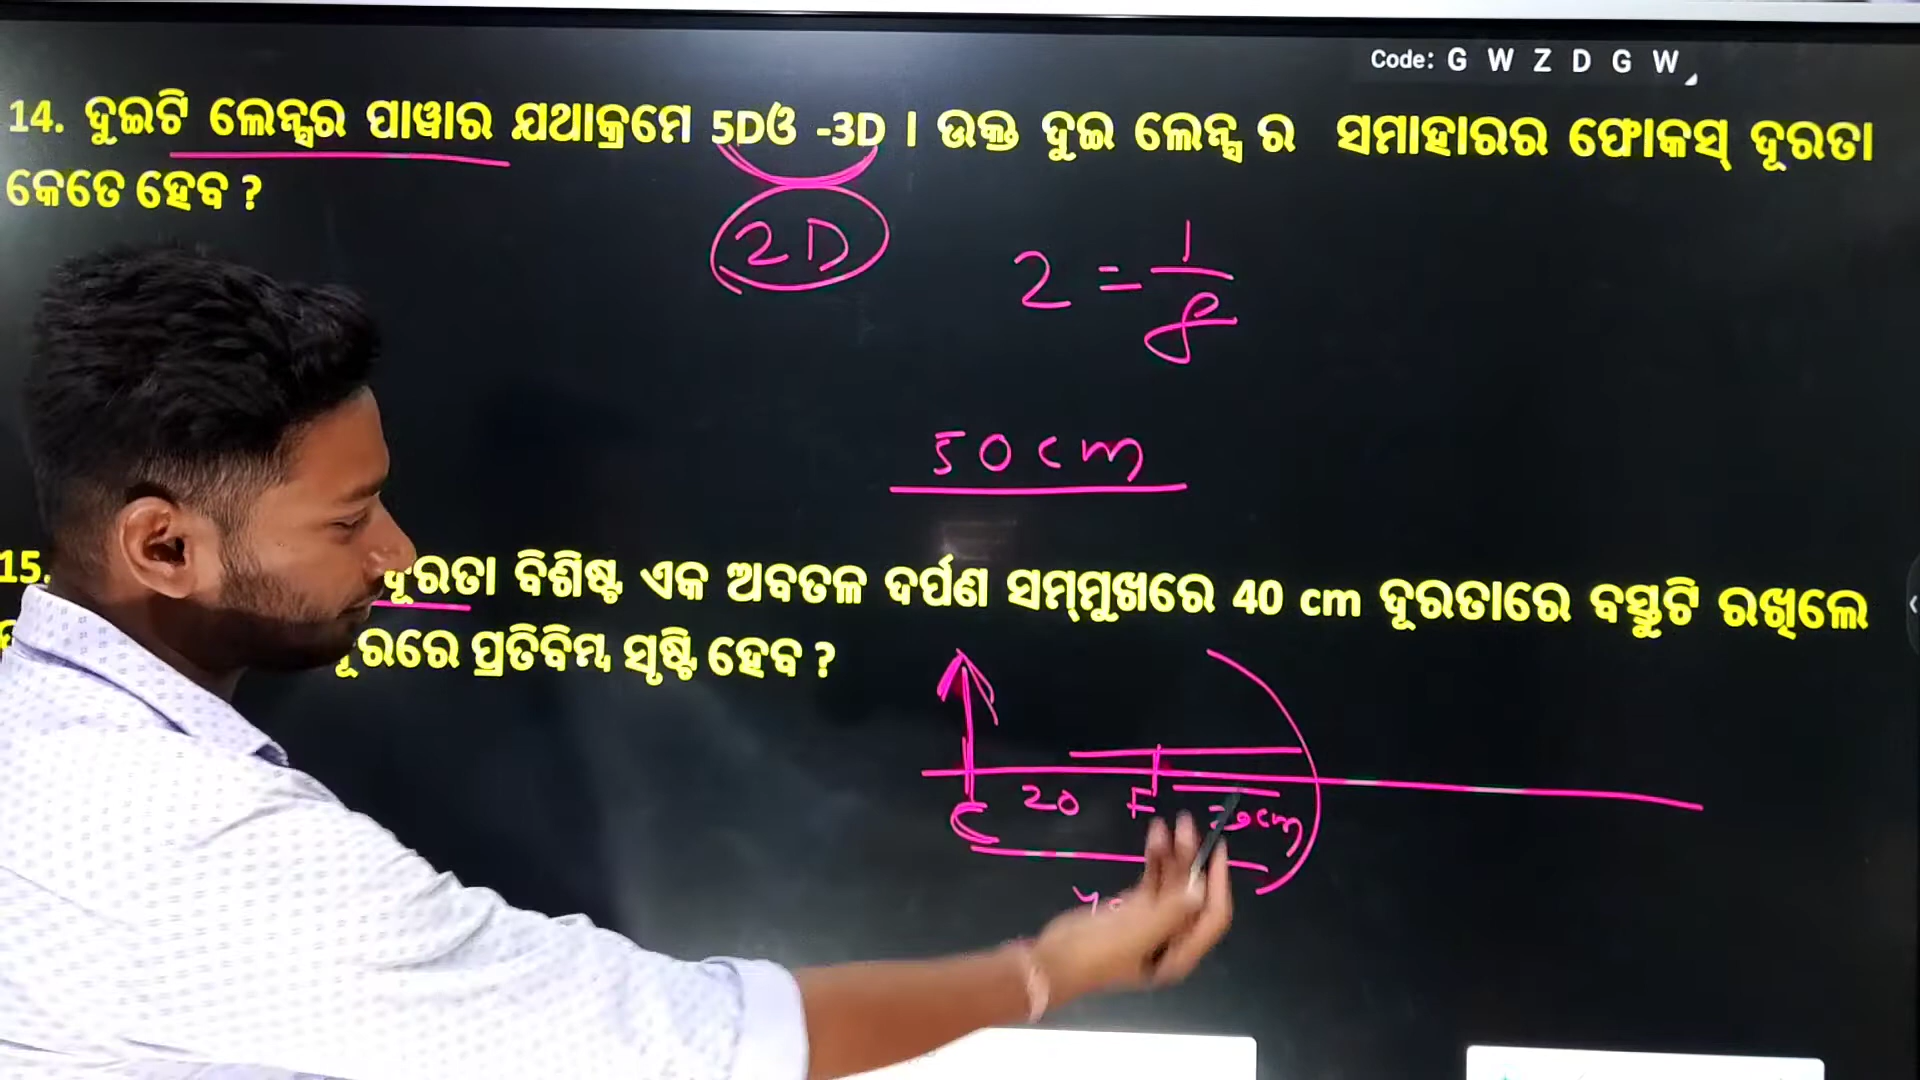 Code: G W Z D G W
14. ଦୁଇଟି ଲେନ୍ସର ପାୱାର ଯଥାକ୍ରମେ 5Dଓ -3D । ଉକ୍ତ ଦୁଇ ଲେନ୍ସ ର ସମାହାରର ଫୋକସ୍ ଦୂରତା
କେତେ ହେବ ?
2D
2 = 1/f
50cm
15. ଦୂରତା ବିଶିଷ୍ଟ ଏକ ଅବତଳ ଦର୍ପଣ ସମ୍ମୁଖରେ 40 cm ଦୂରତାରେ ବସ୍ତୁଟି ରଖିଲେ
ଦୂରରେ ପ୍ରତିବିମ୍ବ ସୃଷ୍ଟି ହେବ ?
C 20 F 20cm